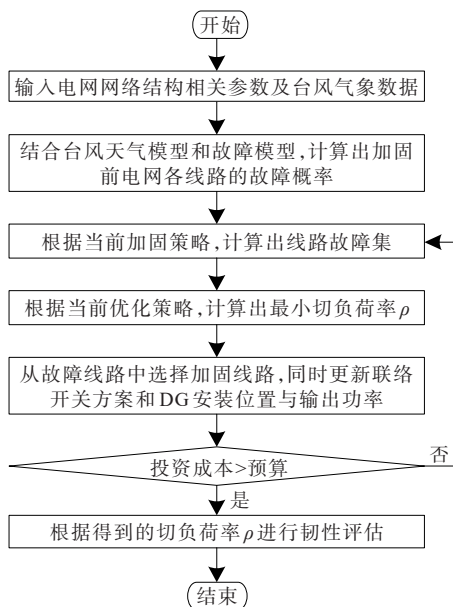 开始
输入电网网络结构相关参数及台风气象数据
结合台风天气模型和故障模型,计算出加固
前电网各线路的故障概率
根据当前加固策略,计算出线路故障集
根据当前优化策略,计算出最小切负荷率ρ
从故障线路中选择加固线路,同时更新联络
开关方案和DG安装位置与输出功率
投资成本>预算
否
是
根据得到的切负荷率ρ进行韧性评估
结束